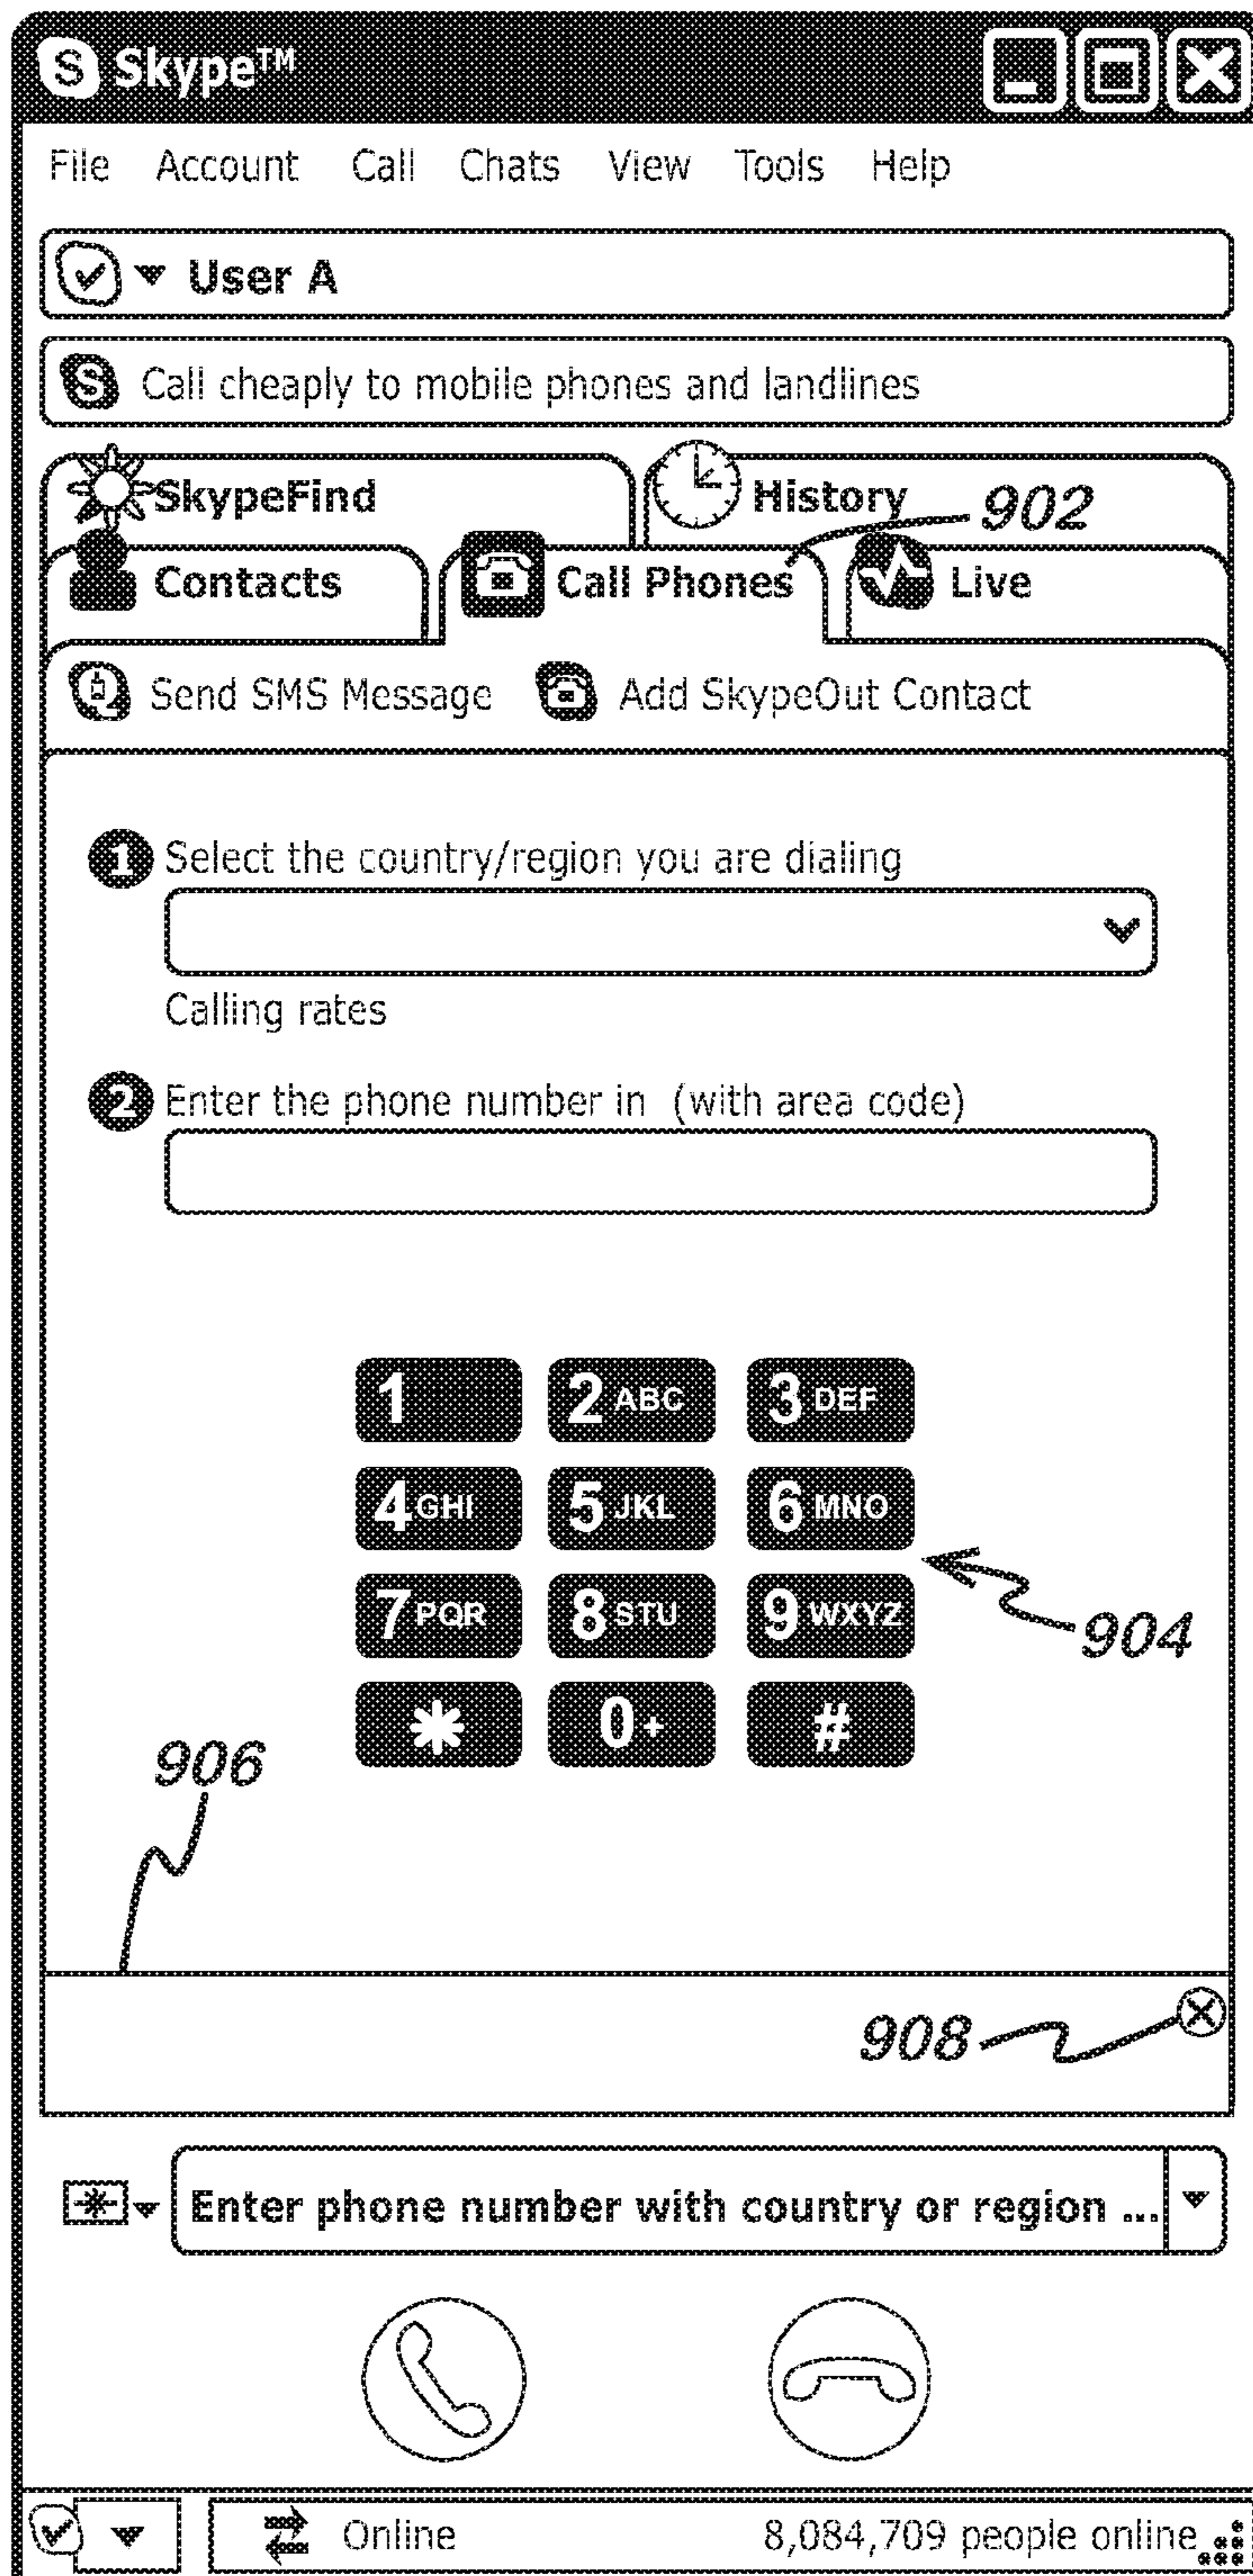 S Skype™
File Account Call Chats View Tools Help
User A
S Call cheaply to mobile phones and landlines
SkypeFind History 902
Contacts Call Phones Live
Send SMS Message Add SkypeOut Contact
1 Select the country/region you are dialing
Calling rates
2 Enter the phone number in (with area code)
1 2 ABC 3 DEF
4 GHI 5 JKL 6 MNO
7 PQR 8 STU 9 WXYZ
904
* 0+ #
906
908
Enter phone number with country or region ...
Online 8,084,709 people online